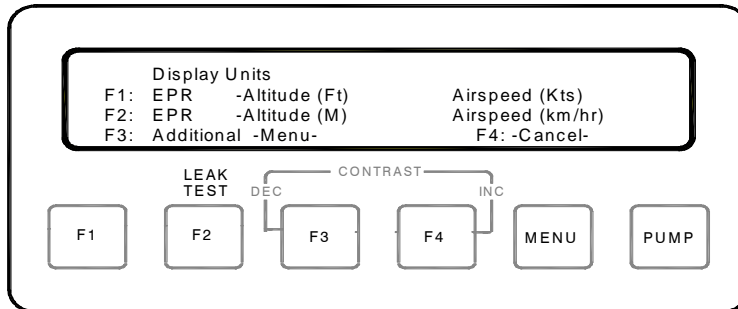 Display Units
F1: EPR -Altitude (Ft) Airspeed (Kts)
F2: EPR -Altitude (M) Airspeed (km/hr)
F3: Additional -Menu- F4: -Cancel-
LEAK
TEST
CONTRAST
DEC
INC
F1
F2
F3
F4
MENU
PUMP